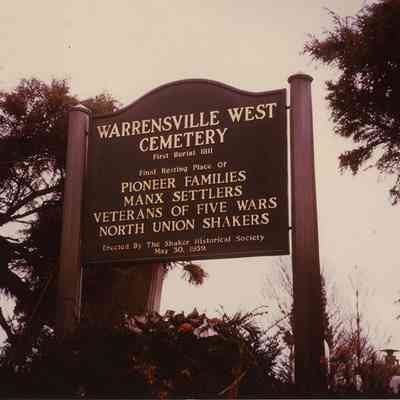 WARRENSVILLE WEST
CEMETERY
First Burial 1811
Final Resting Place Of
PIONEER FAMILIES
MANX SETTLERS
VETERANS OF FIVE WARS
NORTH UNION SHAKERS
Erected By The Shaker Historical Society
May 30, 1959.